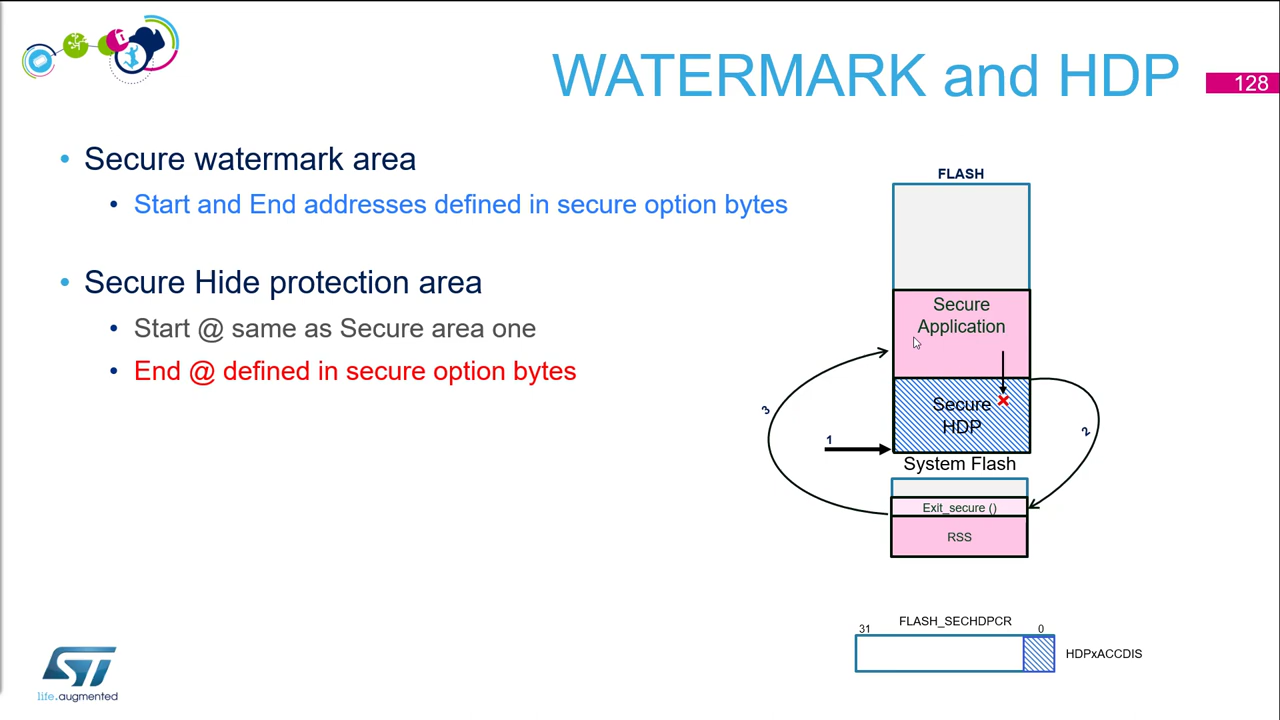 WATERMARK and HDP
128
• Secure watermark area
• Start and End addresses defined in secure option bytes
• Secure Hide protection area
• Start @ same as Secure area one
• End @ defined in secure option bytes
FLASH
Secure
Application
Secure
HDP
1
2
3
System Flash
Exit_secure ()
RSS
FLASH_SECHDPCR
31
0
HDPxACCDIS
ST
life.augmented